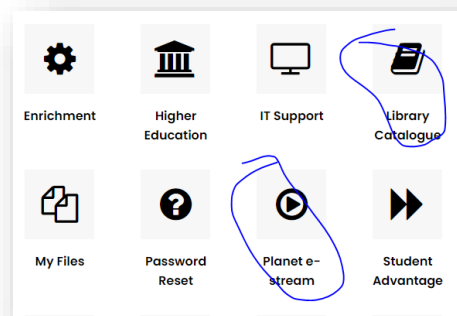 Enrichment
Higher
Education
IT Support
Library
Catalogue
My Files
Password
Reset
Planet e-
stream
Student
Advantage